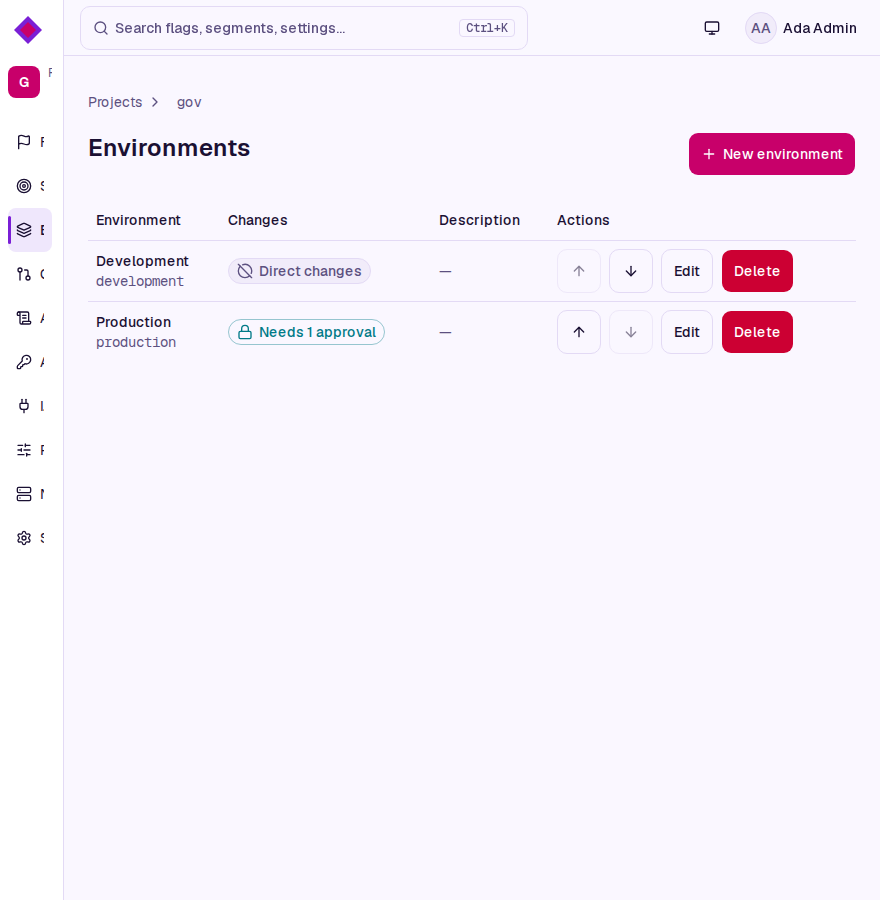 Search flags, segments, settings...
Ctrl+K
AA
Ada Admin
G
Projects
gov
Environments
New environment
Environment
Changes
Description
Actions
Development
development
Direct changes
—
Edit
Delete
Production
production
Needs 1 approval
—
Edit
Delete